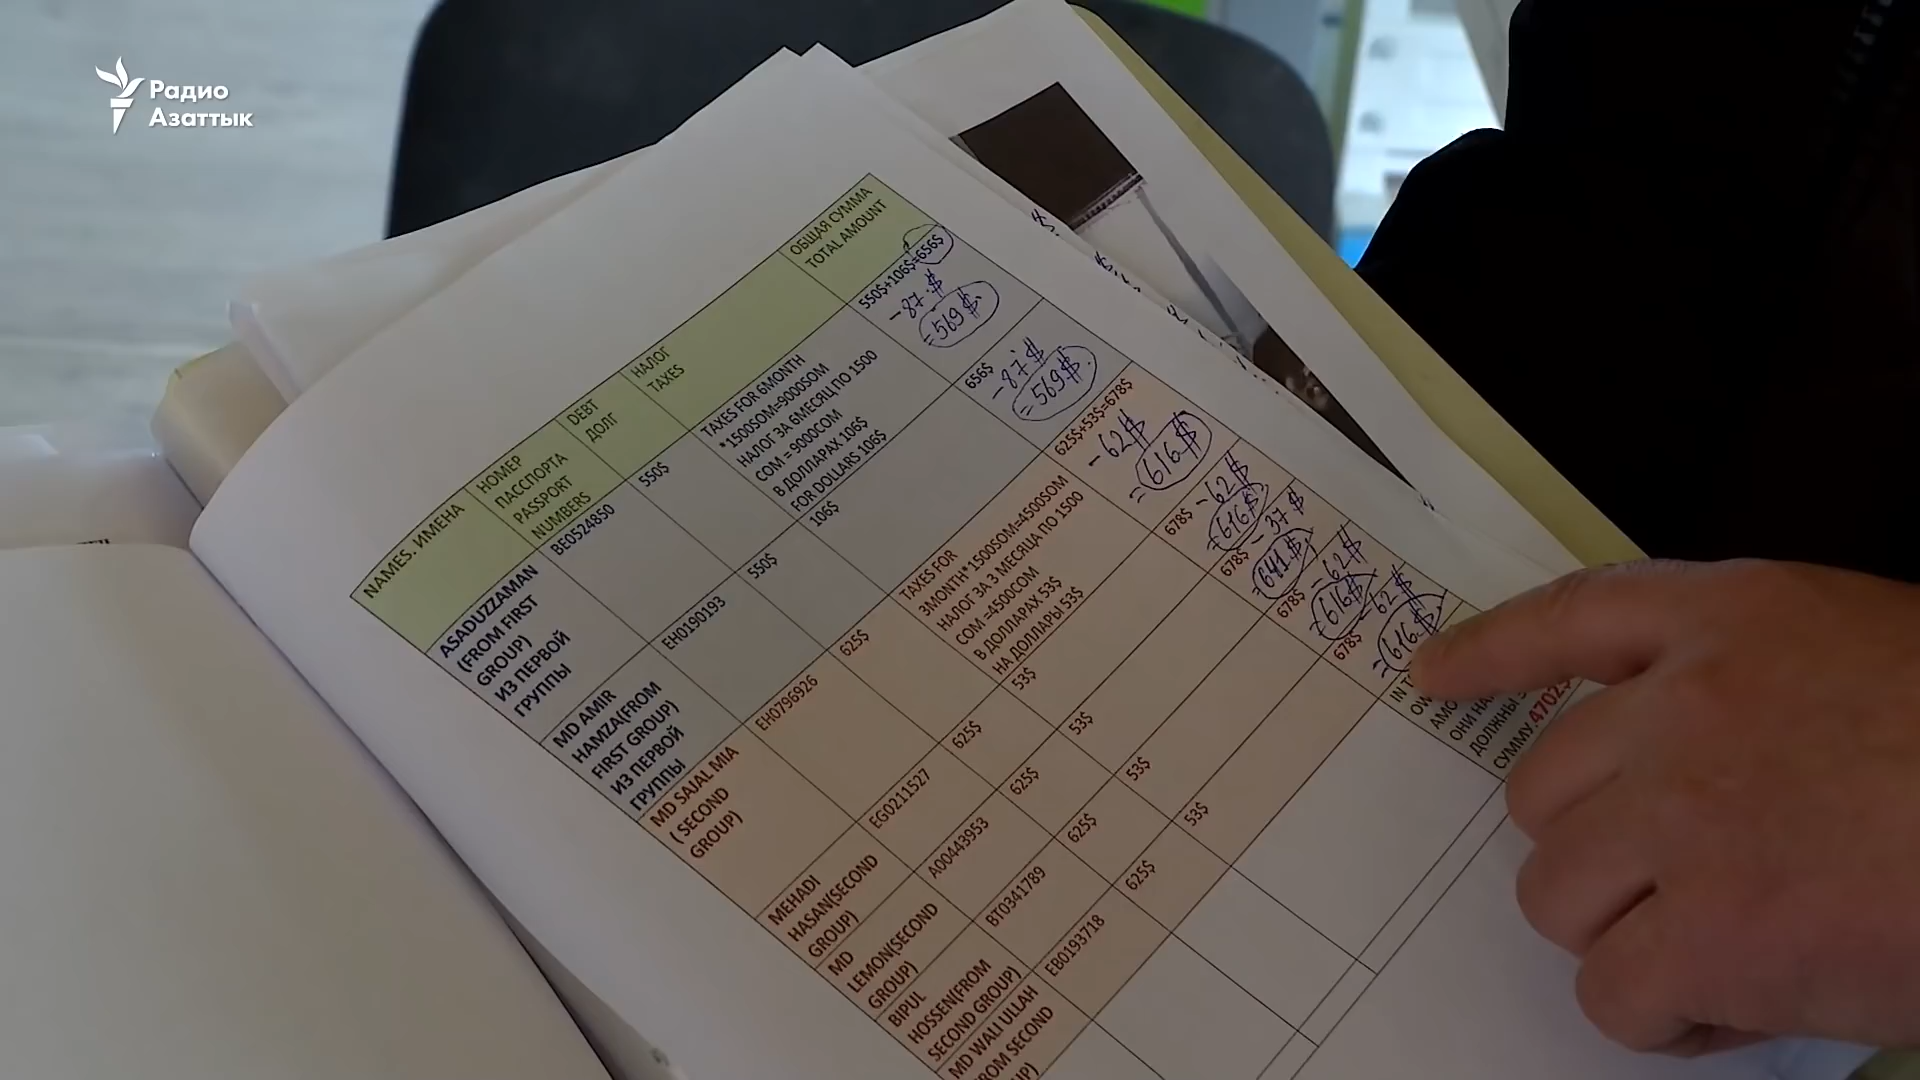 Радио
Азаттык
NAMES. ИМЕНА
НОМЕР
ПАССПОРТА
PASSPORT
NUMBERS
DEBT
ДОЛГ
НАЛОГ
TAXES
ОБЩАЯ СУММА
TOTAL AMOUNT
ASADUZZAMAN
(FROM FIRST
GROUP)
ИЗ ПЕРВОЙ
ГРУППЫ
BE0524850
550$
TAXES FOR 6MONTH
*1500SOM=9000SOM
НАЛОГ ЗА 6МЕСЯЦ ПО 1500
СОМ = 9000СОМ
В ДОЛЛАРАХ 106$
FOR DOLLARS 106$
550$+106$=656$
-87$
=569$
MD AMIR
HAMZA(FROM
FIRST GROUP)
ИЗ ПЕРВОЙ
ГРУППЫ
EH0190193
550$
106$
656$
-87$
=569$
MD SAJAL MIA
( SECOND
GROUP)
EH0796926
625$
TAXES FOR
3MONTH*1500SOM=4500SOM
НАЛОГ ЗА 3 МЕСЯЦА ПО 1500
СОМ =4500СОМ
В ДОЛЛАРАХ 53$
НА ДОЛЛАРЫ 53$
625$+53$=678$
-62$
=616$
MEHADI
HASAN(SECOND
GROUP)
EG0211527
625$
53$
678$
-62$
=616$
MD
LEMON(SECOND
GROUP)
A00443953
625$
53$
678$
-37$
=641$
BIPUL
HOSSEN(FROM
SECOND GROUP)
BT0341789
625$
53$
678$
-62$
=616$
MD WALI ULLAH
EB0193718
625$
53$
678$
62$
=616$
ОНИ
ДОЛЖНЫ
СУММУ.4702$